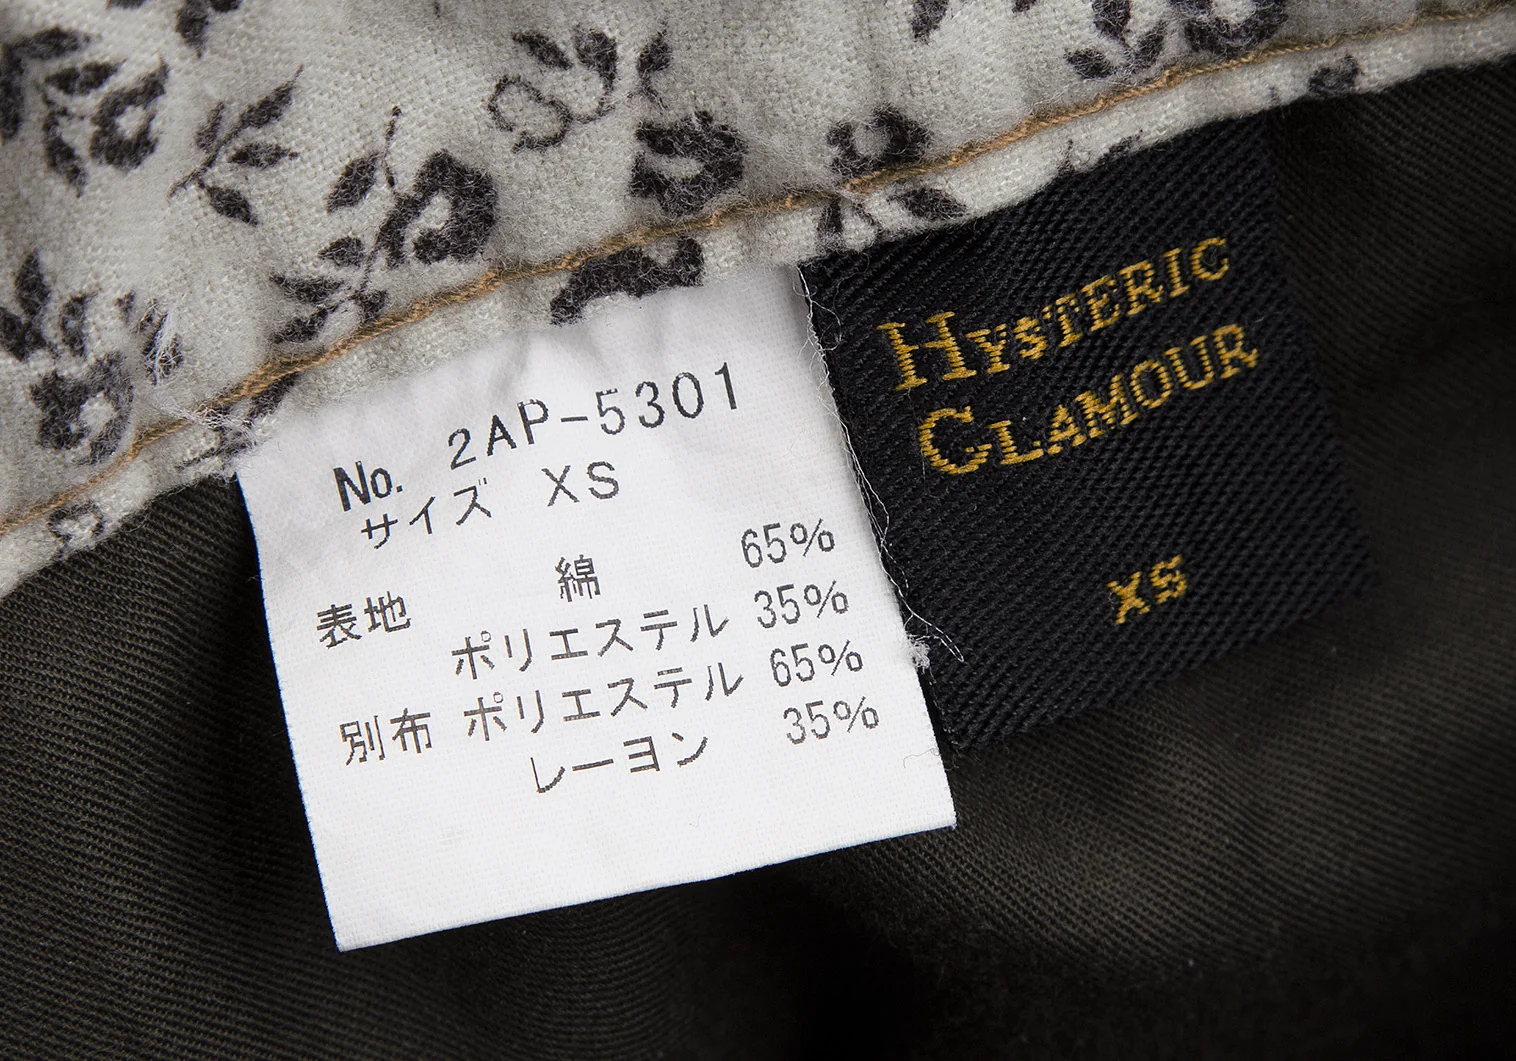 No. 2AP-5301
サイズ XS
表地 綿 65%
ポリエステル 35%
別布 ポリエステル 65%
レーヨン 35%
HYSTERIC
GLAMOUR
XS